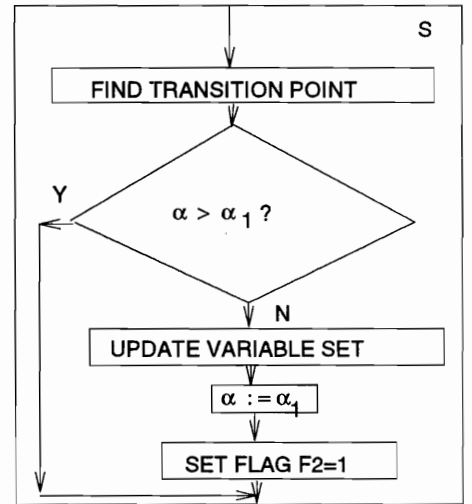 S
FIND TRANSITION POINT
Y
α > α₁ ?
N
UPDATE VARIABLE SET
α := α₁
SET FLAG F2=1